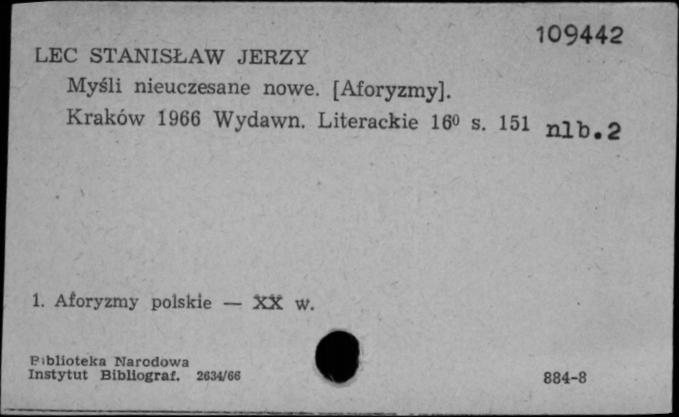 109442
LEC STANISŁAW JERZY
Myśli nieuczesane nowe. [Aforyzmy].
Kraków 1966 Wydawn. Literackie 16⁰ s. 151 nlb.2
1. Aforyzmy polskie — XX w.
Biblioteka Narodowa
Instytut Bibliograf. 2634/66
884-8